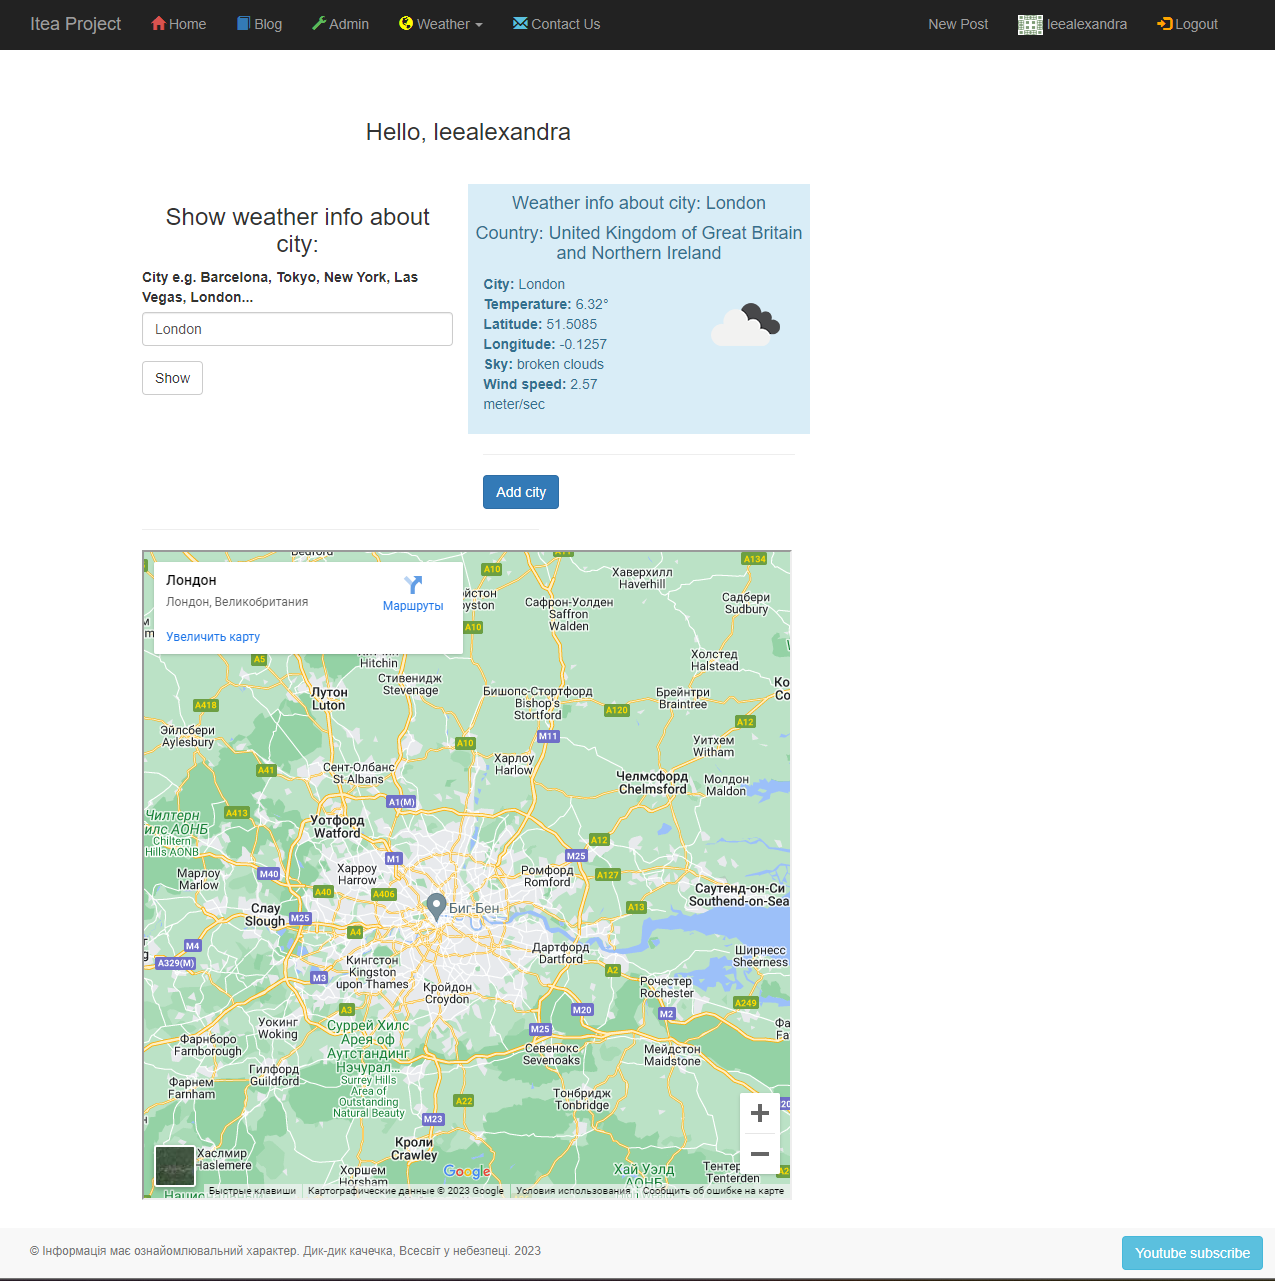 Itea Project Home Blog Admin Weather Contact Us New Post leealexandra Logout
Hello, leealexandra
Show weather info about
city:
City e.g. Barcelona, Tokyo, New York, Las
Vegas, London...
London
Show
Weather info about city: London
Country: United Kingdom of Great Britain
and Northern Ireland
City: London
Temperature: 6.32°
Latitude: 51.5085
Longitude: -0.1257
Sky: broken clouds
Wind speed: 2.57
meter/sec
Add city
Лондон
Лондон, Великобритания
Маршруты
Увеличить карту
Bedford
A10
A134
Хаверхилл
Haverhill
Садбери
Sudbury
Сафрон-Уолден
Saffron
Walden
A10
A5
Hitchin
Стивенидж
Stevenage
Холстед
Halstead
Лутон
Luton
A418
Бишопс-Стортфорд
Bishop's
Stortford
Брейнтри
Braintree
A120
A12
Эйлсбери
Aylesbury
M11
A10
Уитхем
Witham
Харлоу
Harlow
Сент-Олбанс
St Albans
A41
Челмсфорд
Chelmsford
Молдон
Maldon
A1(M)
A413
Чилтерн
Chiltern
Hills AONB
Уотфорд
Watford
A12
M25
M1
Харроу
Harrow
Ромфорд
Romford
A127
Марлоу
Marlow
M40
A40
A406
Саутенд-он-Си
Southend-on-Sea
Слау
Slough
M25
Биг-Бен
A13
A4
M4
A329(M)
Дартфорд
Dartford
Ширнесс
Sheerness
Кингстон
Kingston
upon Thames
M3
A2
Кройдон
Croydon
Рочестер
Rochester
A249
A3
M20
M2
Уокинг
Woking
Суррей Хилс
Арея оф
Аутстандинг
Нэчурал...
Surrey Hills
Area of
Outstanding
Natural Beauty
M25
Фарнборо
Farnborough
Севенокс
Sevenoaks
Мейдстон
Maidstone
Гилфорд
Guildford
Фарнем
Farnham
Тонбридж
Tonbridge
A22
M23
Кроли
Crawley
Хаслмир
Haslemere
Хоршем
Horsham
Хай Уэлд
АОНБ
Tenterden
Google
Быстрые клавиши Картографические данные © 2023 Google Условия использования Сообщить об ошибке на карте
© Інформація має ознайомлювальний характер. Дик-дик качечка, Всесвіт у небезпеці. 2023
Youtube subscribe